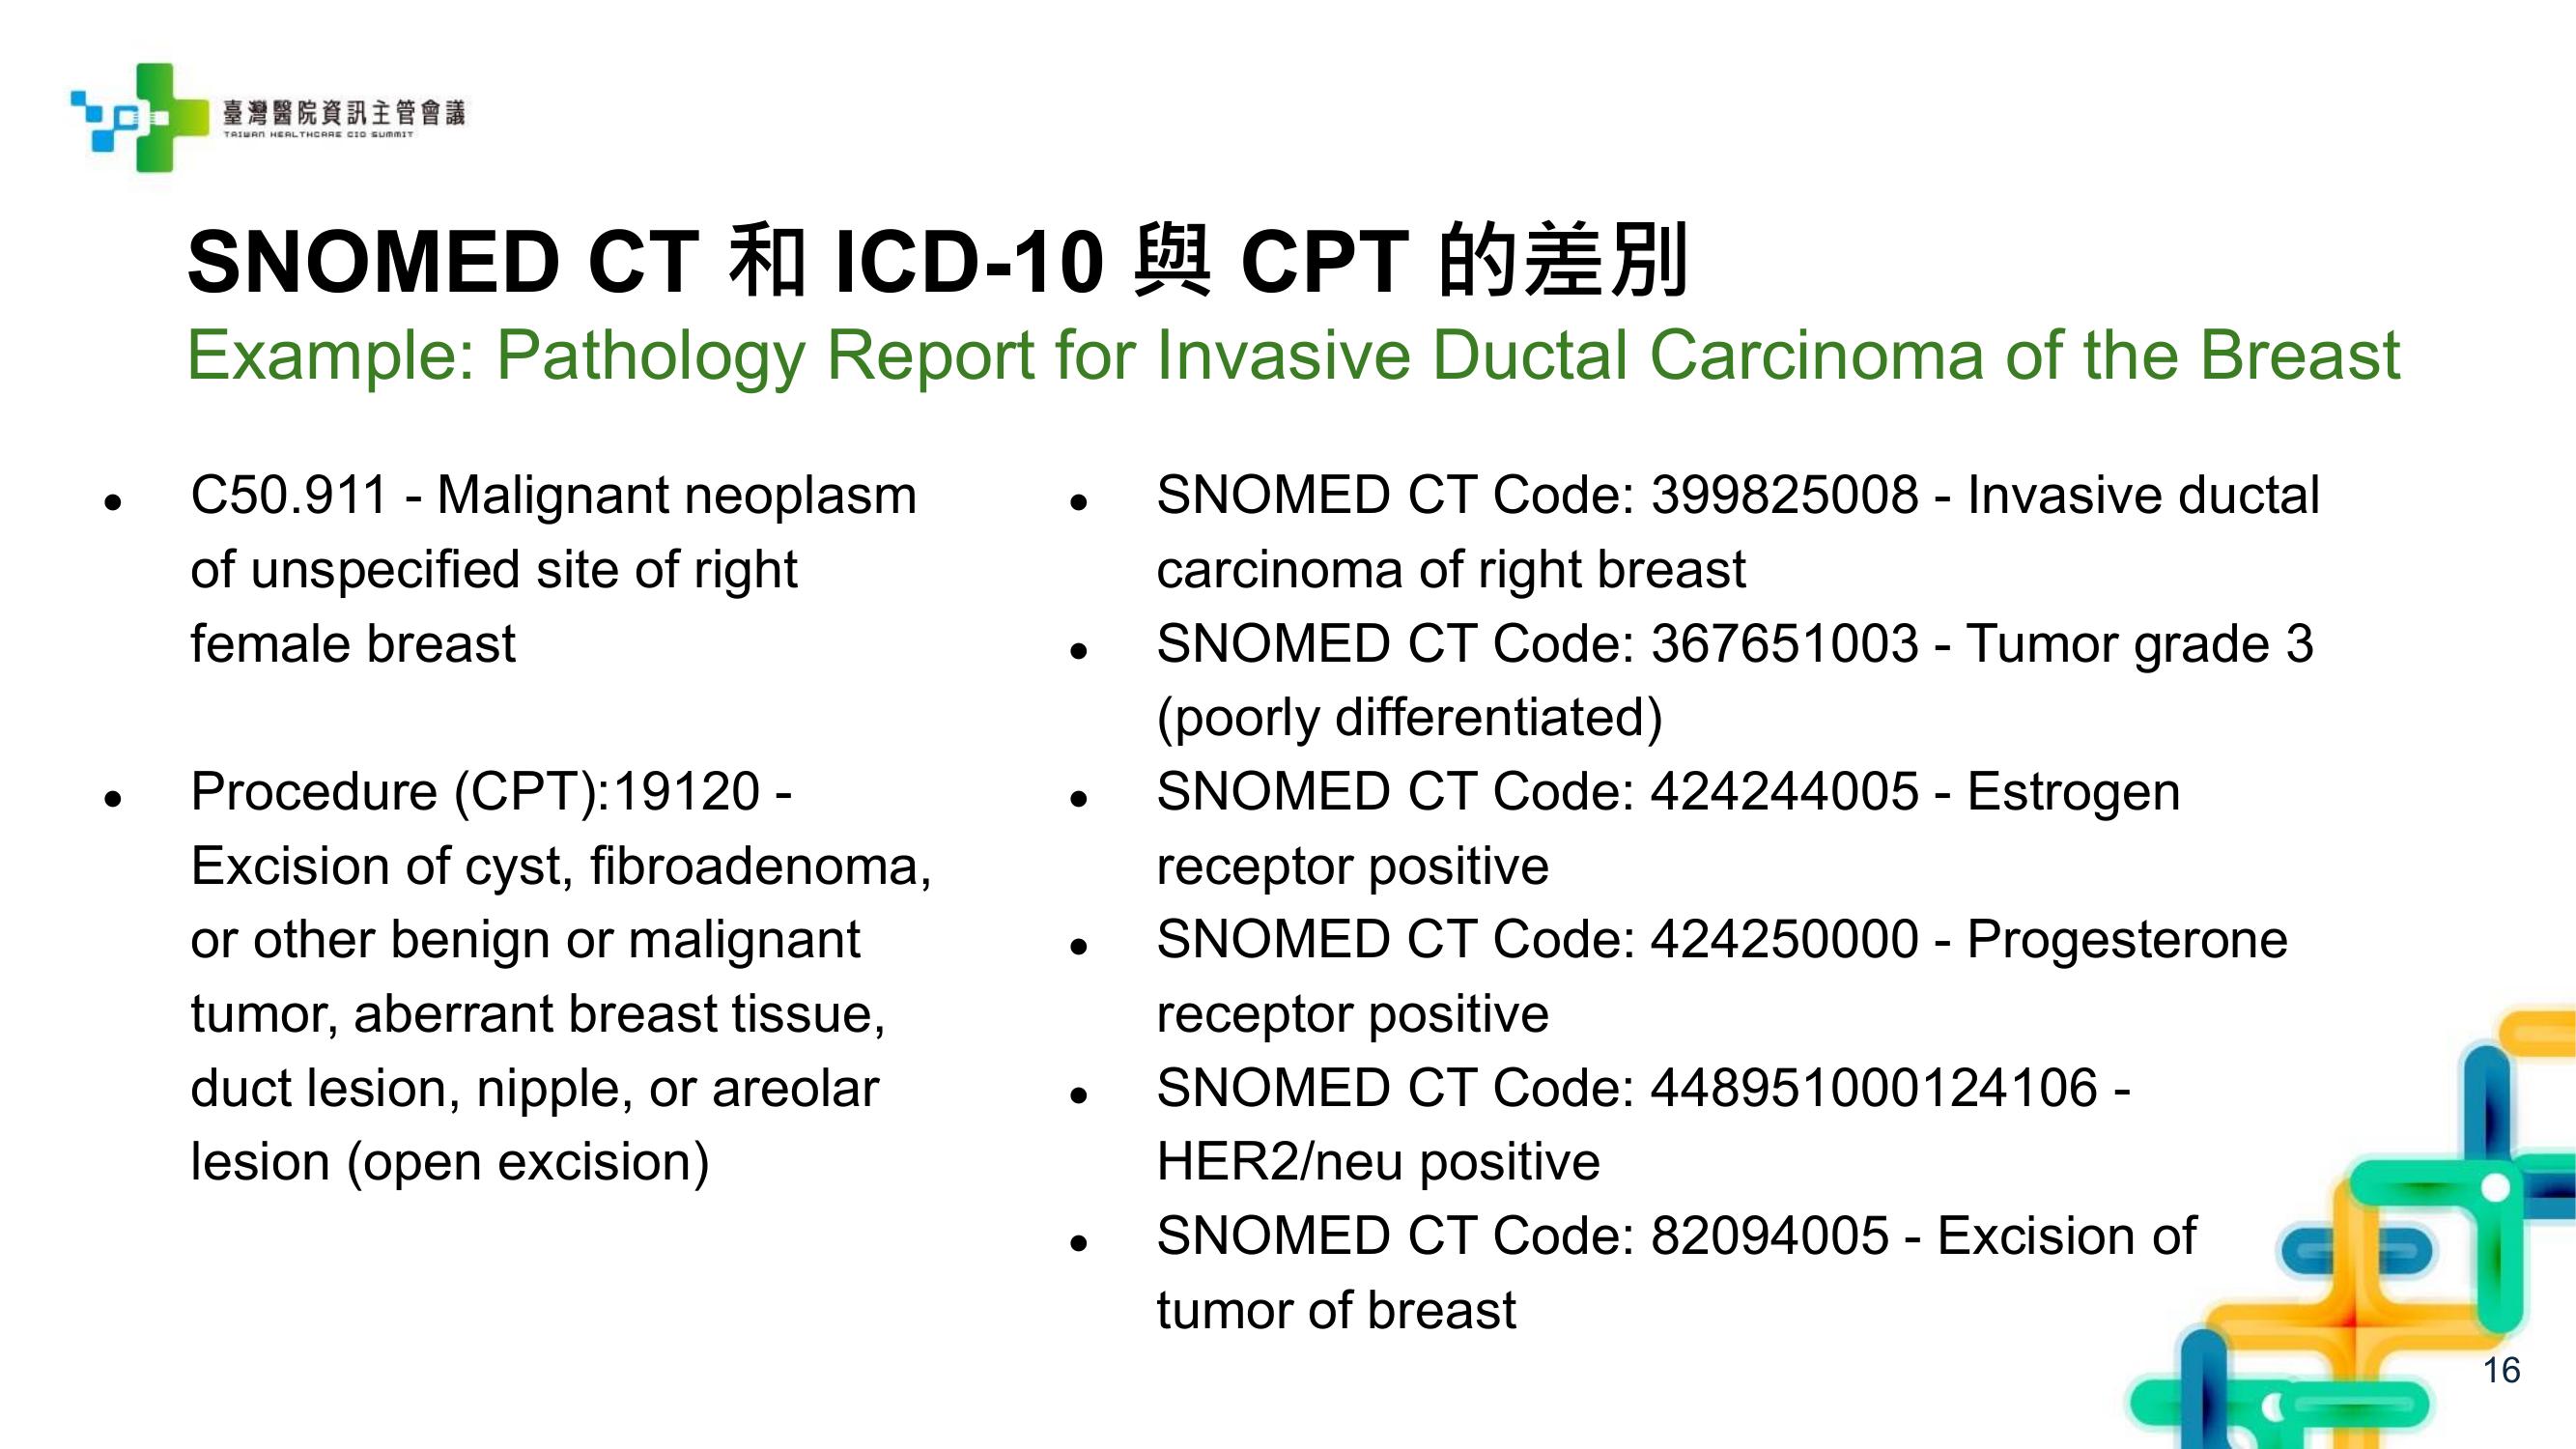 臺灣醫院資訊主管會議
TAIWAN HEALTHCARE CIO SUMMIT
SNOMED CT 和 ICD-10 與 CPT 的差別
Example: Pathology Report for Invasive Ductal Carcinoma of the Breast
● C50.911 - Malignant neoplasm
of unspecified site of right
female breast
● Procedure (CPT):19120 -
Excision of cyst, fibroadenoma,
or other benign or malignant
tumor, aberrant breast tissue,
duct lesion, nipple, or areolar
lesion (open excision)
● SNOMED CT Code: 399825008 - Invasive ductal
carcinoma of right breast
● SNOMED CT Code: 367651003 - Tumor grade 3
(poorly differentiated)
● SNOMED CT Code: 424244005 - Estrogen
receptor positive
● SNOMED CT Code: 424250000 - Progesterone
receptor positive
● SNOMED CT Code: 448951000124106 -
HER2/neu positive
● SNOMED CT Code: 82094005 - Excision of
tumor of breast
16